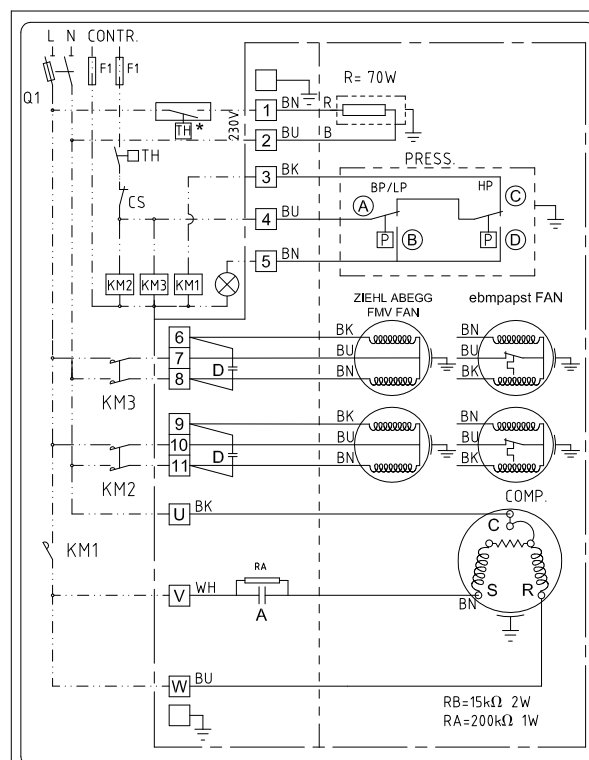 L N CONTR.
F1 F1
Q1
TH *
230V
TH
CS
KM2 KM3 KM1
1 BN R
R= 70W
2 BU B
3 BK
PRESS.
BP/LP HP
C
4 BU
A
P B P D
5 BN
ZIEHL ABEGG
FMV FAN
ebmpapst FAN
6 BK BN
7 BU BU
8 D BN BK
KM3
9 BK BN
10 BU BU
11 D BN BK
KM2
COMP.
U BK
C
KM1
RA
V WH
A
S R
BN
W BU
RB=15kΩ 2W
RA=200kΩ 1W